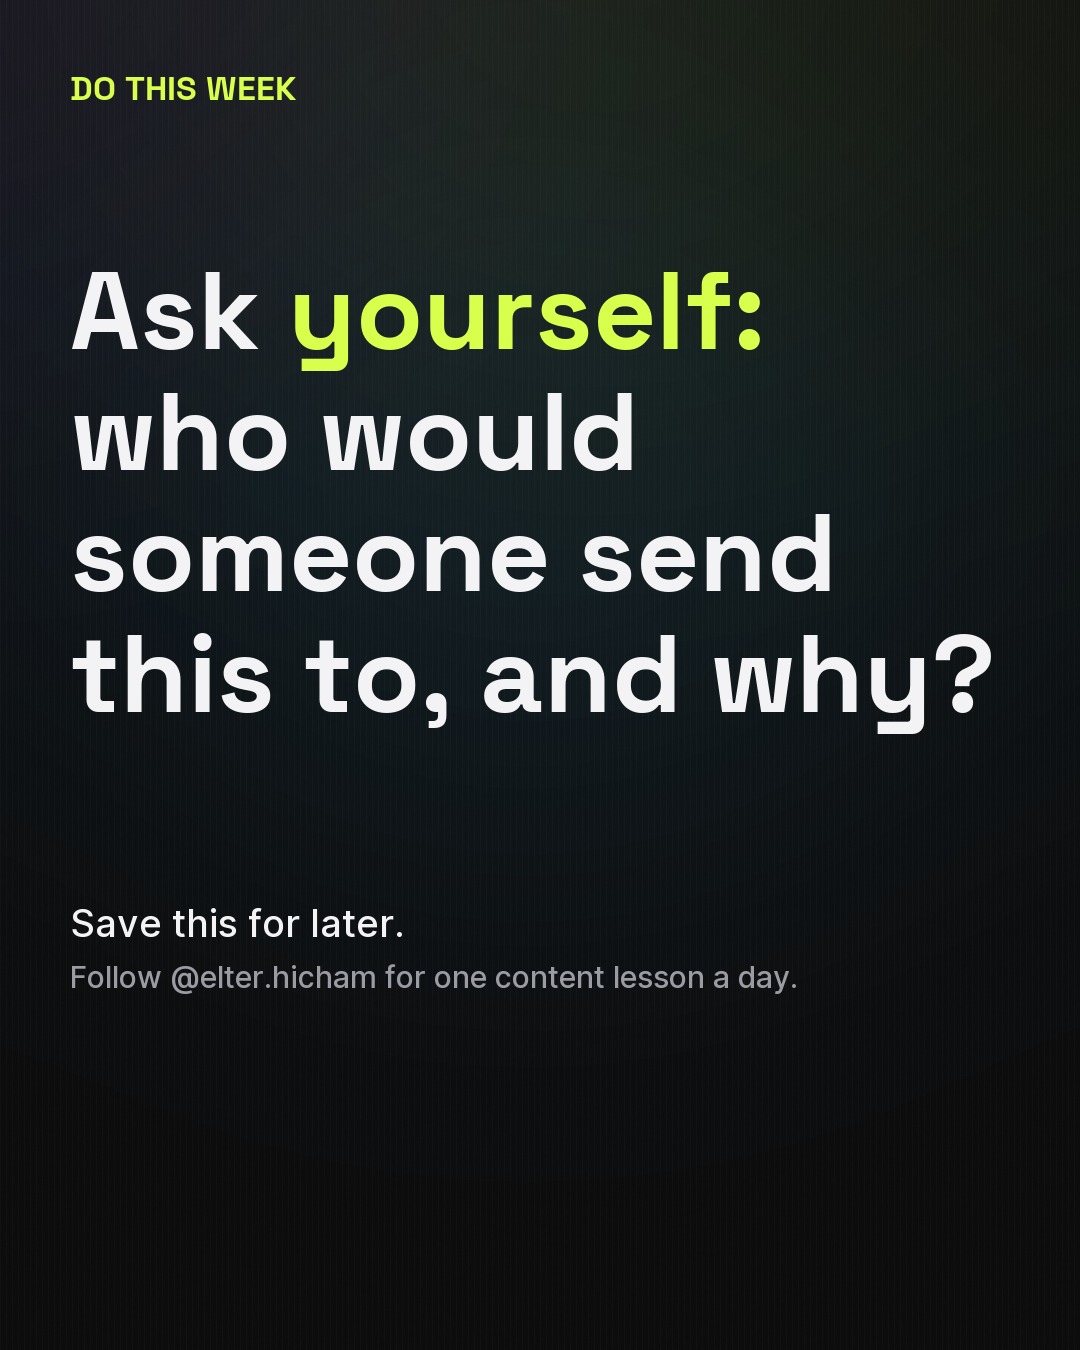 DO THIS WEEK
Ask yourself:
who would
someone send
this to, and why?
Save this for later.
Follow @elter.hicham for one content lesson a day.